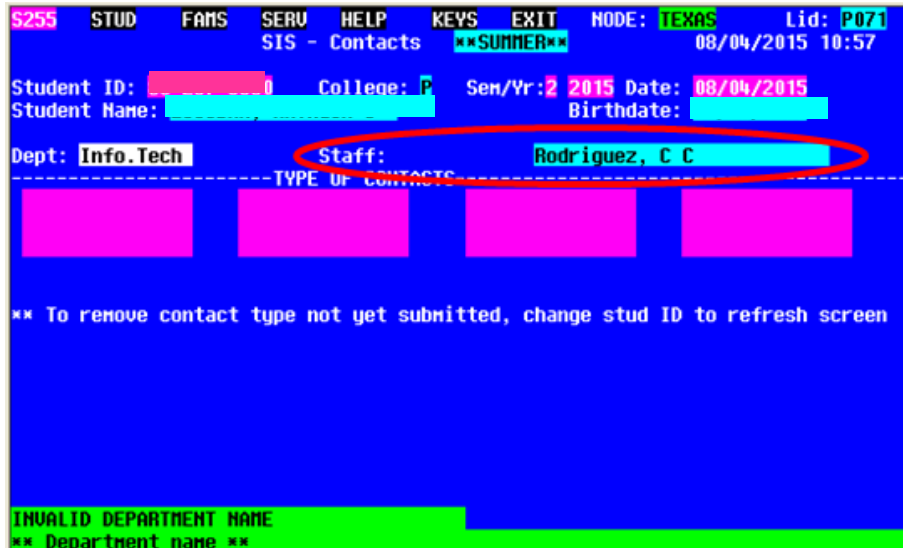 S255 STUD FAMS SERV HELP KEYS EXIT NODE: TEXAS Lid: P071
SIS - Contacts **SUMMER** 08/04/2015 10:57
Student ID: College: P Sem/Yr:2 2015 Date: 08/04/2015
Student Name: Birthdate:
Dept: Info.Tech Staff: Rodriguez, C C
TYPE OF CONTACTS
** To remove contact type not yet submitted, change stud ID to refresh screen
INVALID DEPARTMENT NAME
** Department name **